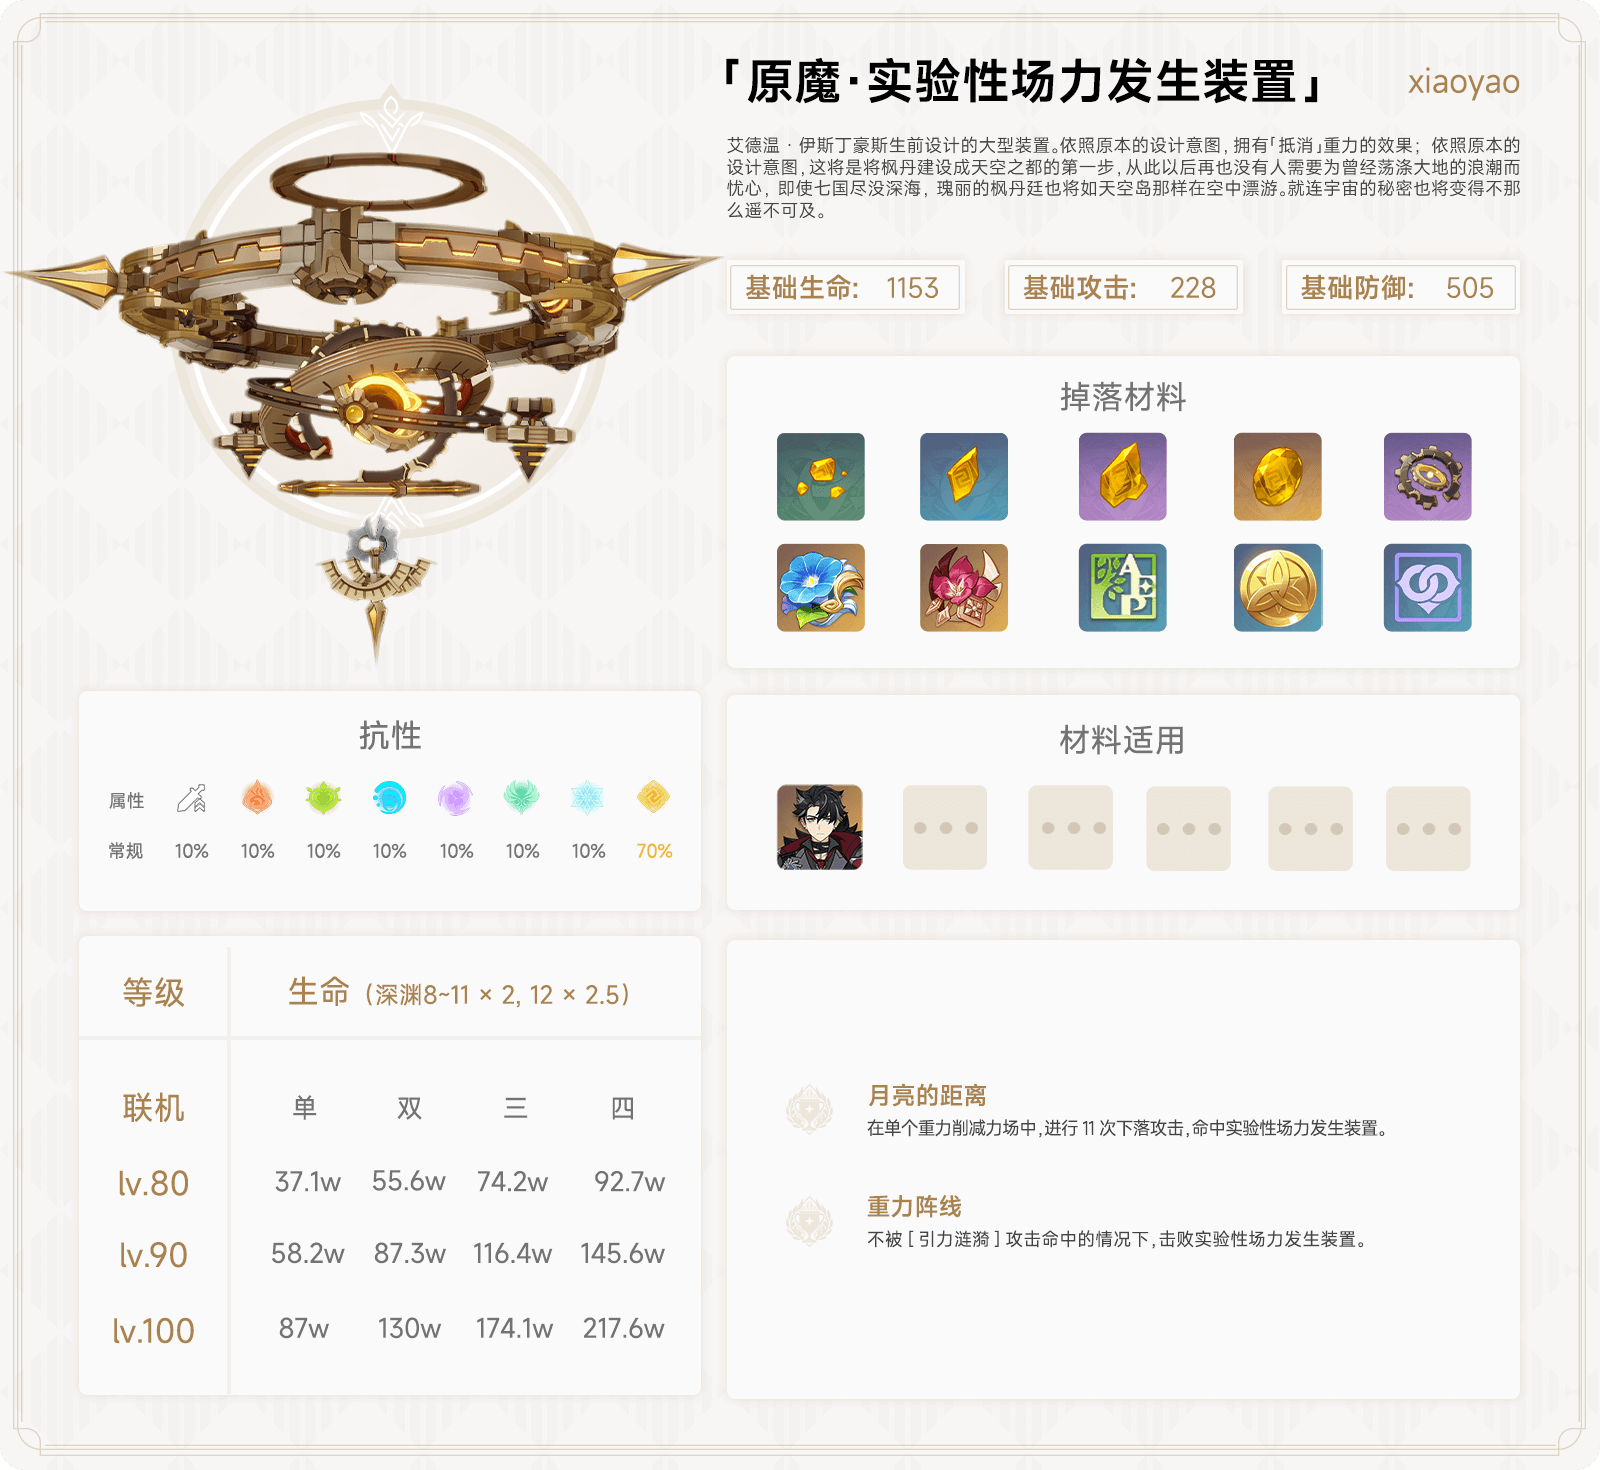 「原魔·实验性场力发生装置」
xiaoyao
艾德温·伊斯丁豪斯生前设计的大型装置。依照原本的设计意图，拥有「抵消」重力的效果；依照原本的
设计意图，这将是将枫丹建设成天空之都的第一步，从此以后再也没有人需要为曾经荡涤大地的浪潮而
忧心，即使七国尽没深海，瑰丽的枫丹廷也将如天空岛那样在空中漂游。就连宇宙的秘密也将变得不那
么遥不可及。
基础生命： 1153 基础攻击： 228 基础防御： 505
掉落材料
抗性
属性
常规 10% 10% 10% 10% 10% 10% 10% 70%
材料适用
等级 生命（深渊8~11 × 2, 12 × 2.5）
联机 单 双 三 四
lv.80 37.1w 55.6w 74.2w 92.7w
lv.90 58.2w 87.3w 116.4w 145.6w
lv.100 87w 130w 174.1w 217.6w
月亮的距离
在单个重力削减力场中，进行 11 次下落攻击，命中实验性场力发生装置。
重力阵线
不被 [ 引力涟漪 ] 攻击命中的情况下，击败实验性场力发生装置。